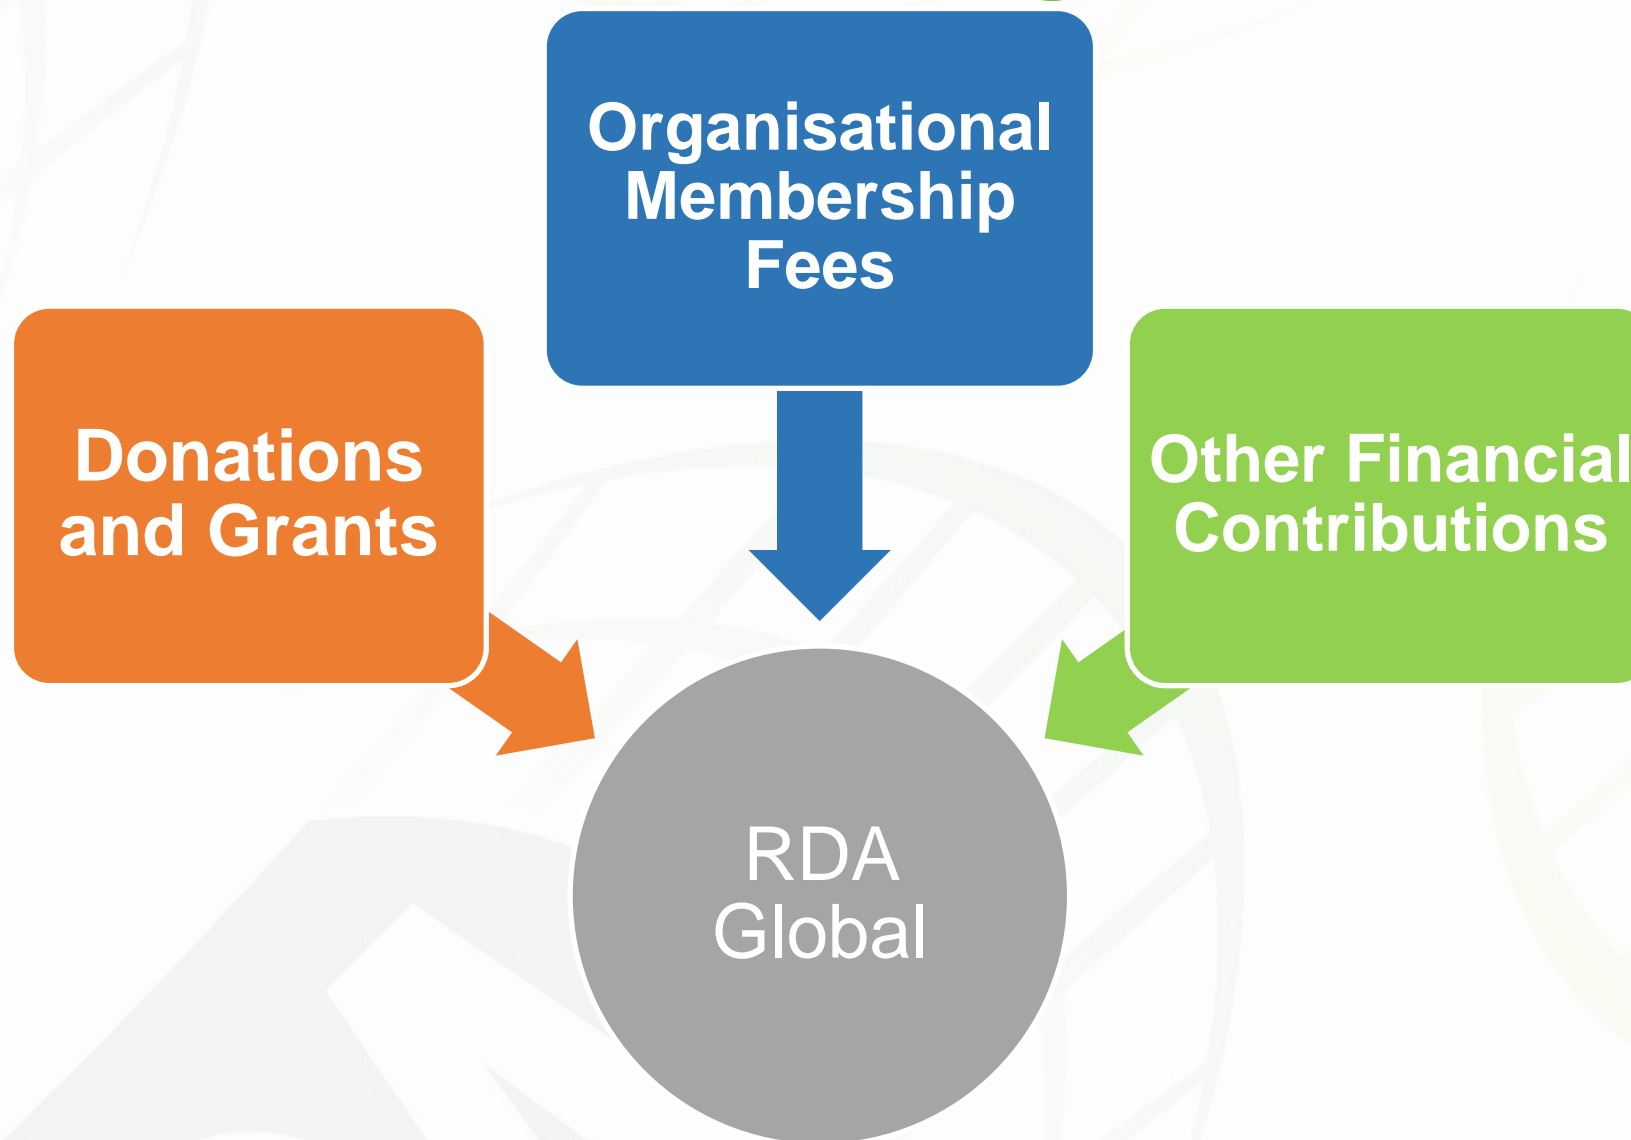 Organisational
Membership
Fees
Donations
and Grants
Other Financial
Contributions
RDA
Global